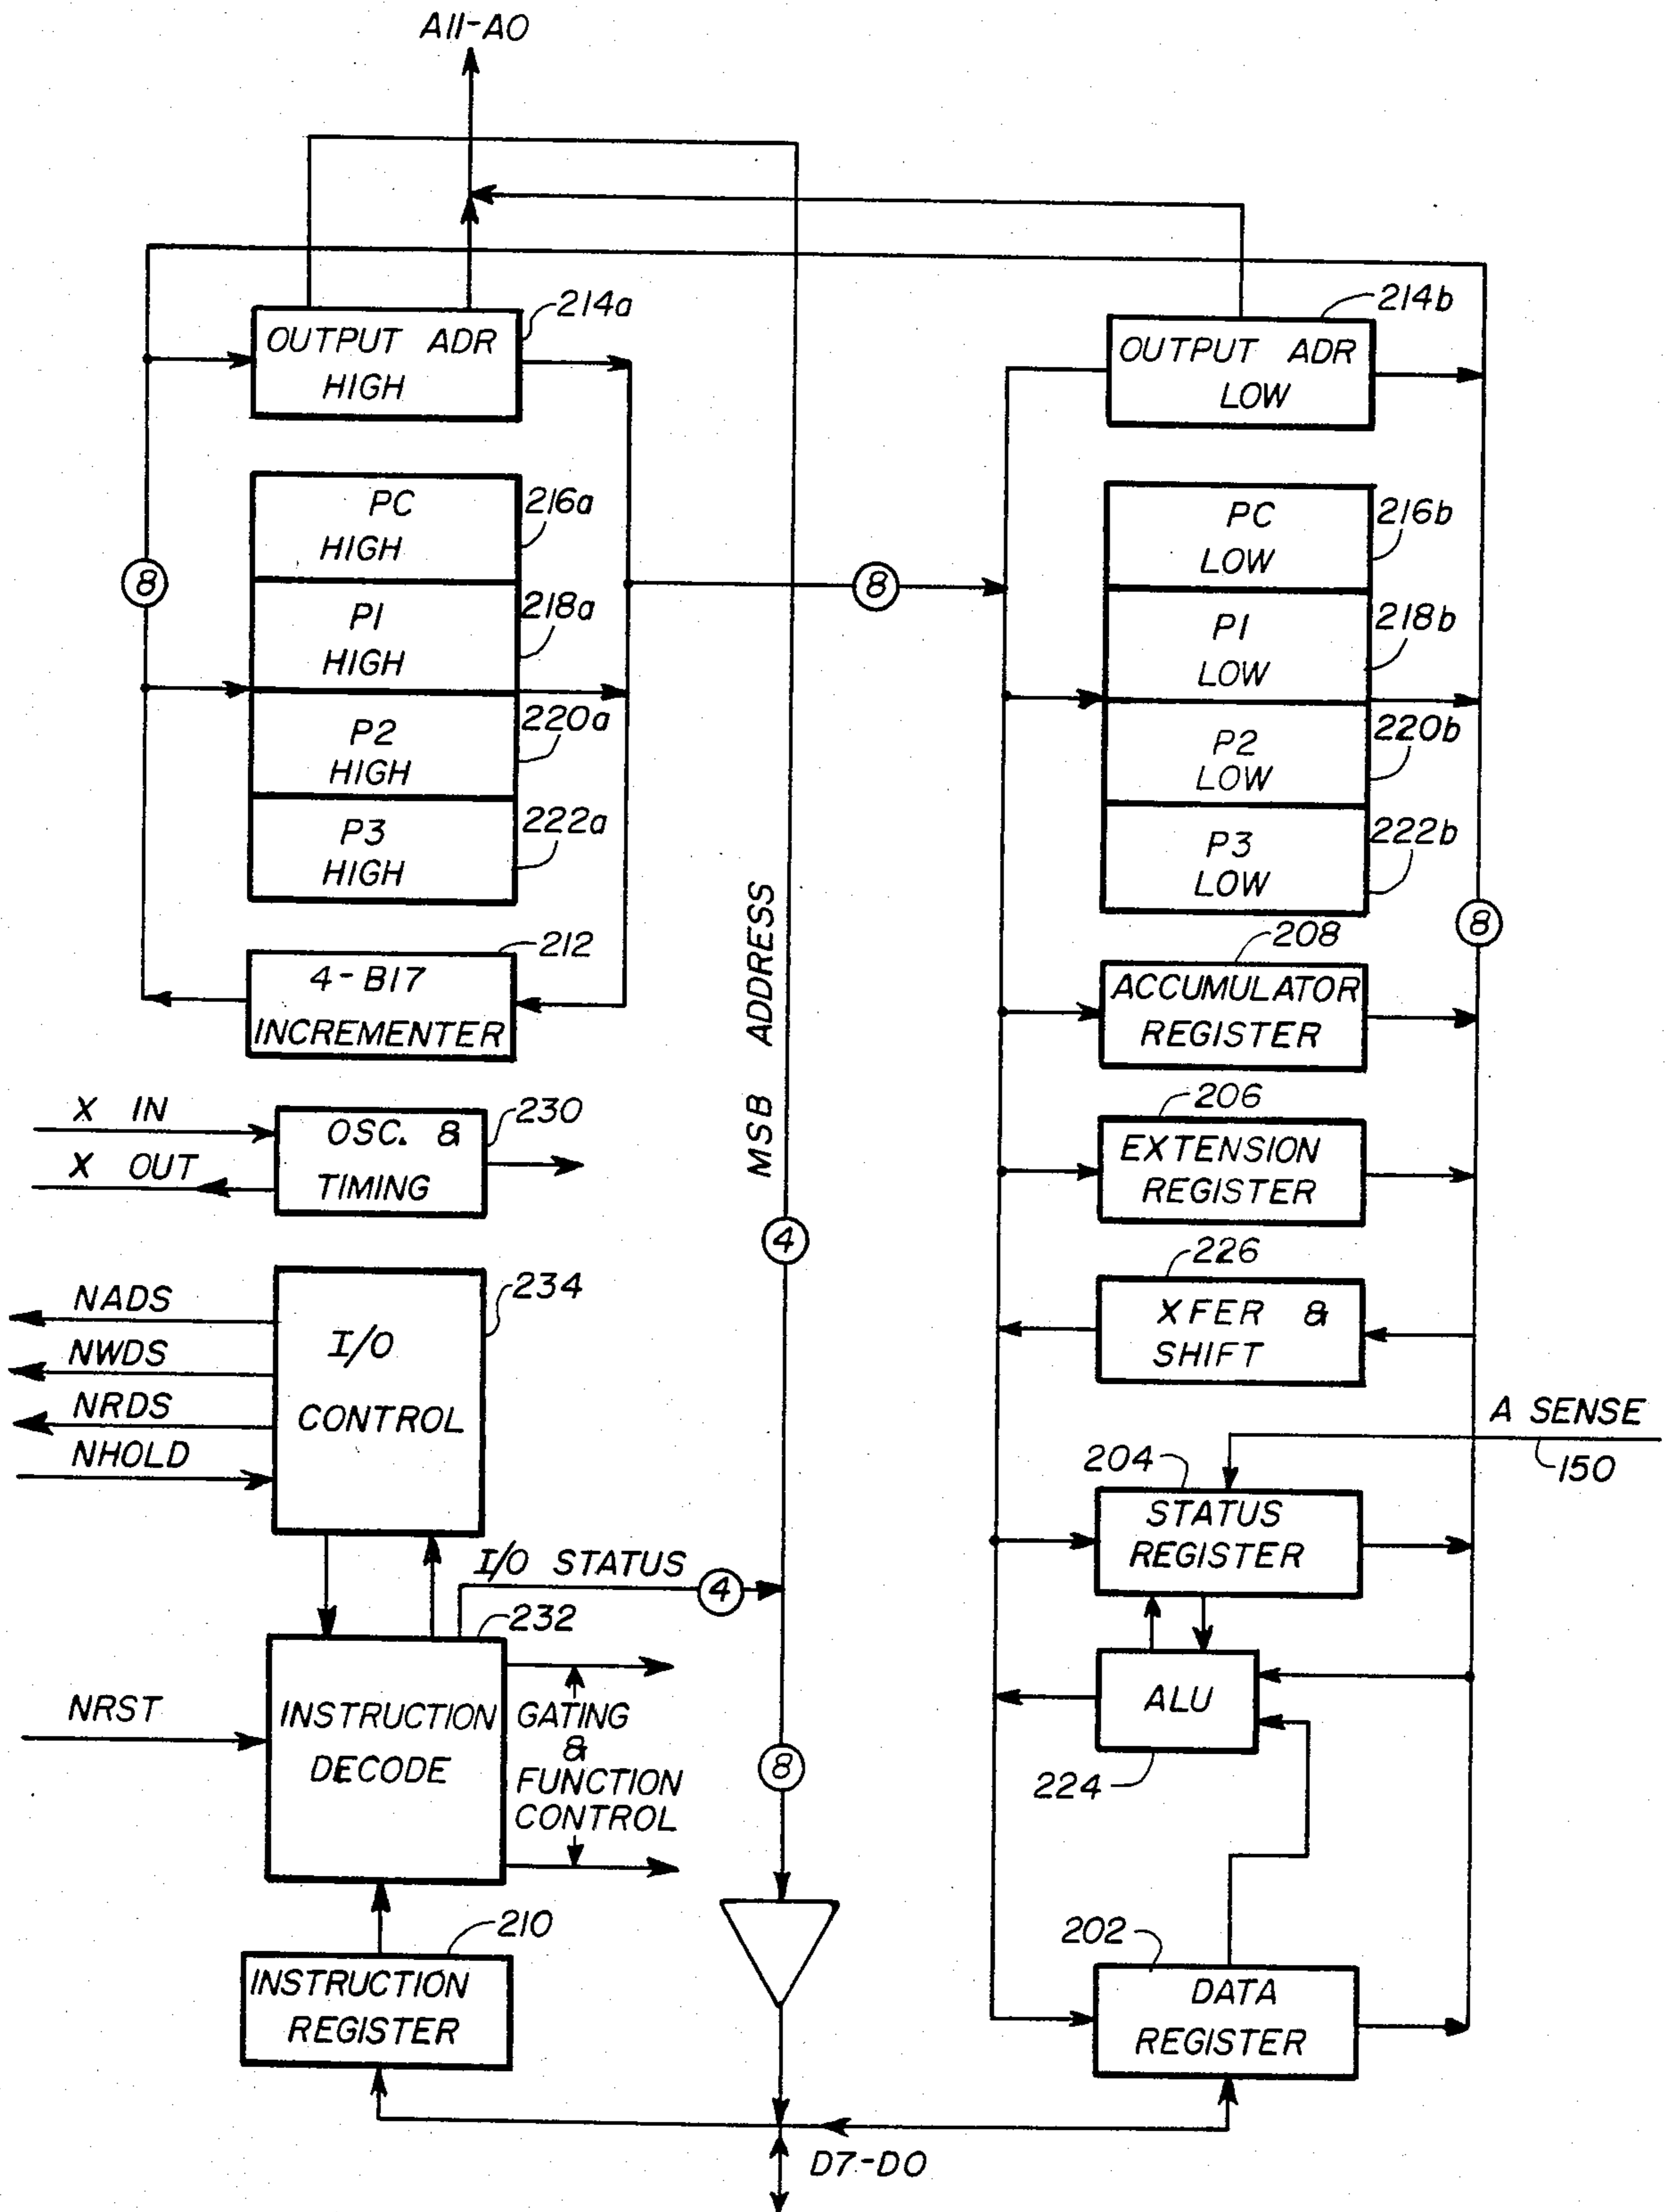 A11-A0
214a
OUTPUT ADR
HIGH
214b
OUTPUT ADR
LOW
PC
HIGH
216a
P1
HIGH
218a
P2
HIGH
220a
P3
HIGH
222a
8
8
PC
LOW
216b
P1
LOW
218b
P2
LOW
220b
P3
LOW
222b
8
212
4-B17
INCREMENTER
MSB ADDRESS
208
ACCUMULATOR
REGISTER
X IN
X OUT
OSC. &
TIMING
230
206
EXTENSION
REGISTER
4
226
XFER &
SHIFT
NADS
NWDS
NRDS
NHOLD
I/O
CONTROL
234
A SENSE
150
204
STATUS
REGISTER
I/O STATUS
4
232
NRST
INSTRUCTION
DECODE
GATING
&
FUNCTION
CONTROL
8
ALU
224
210
INSTRUCTION
REGISTER
202
DATA
REGISTER
D7-D0